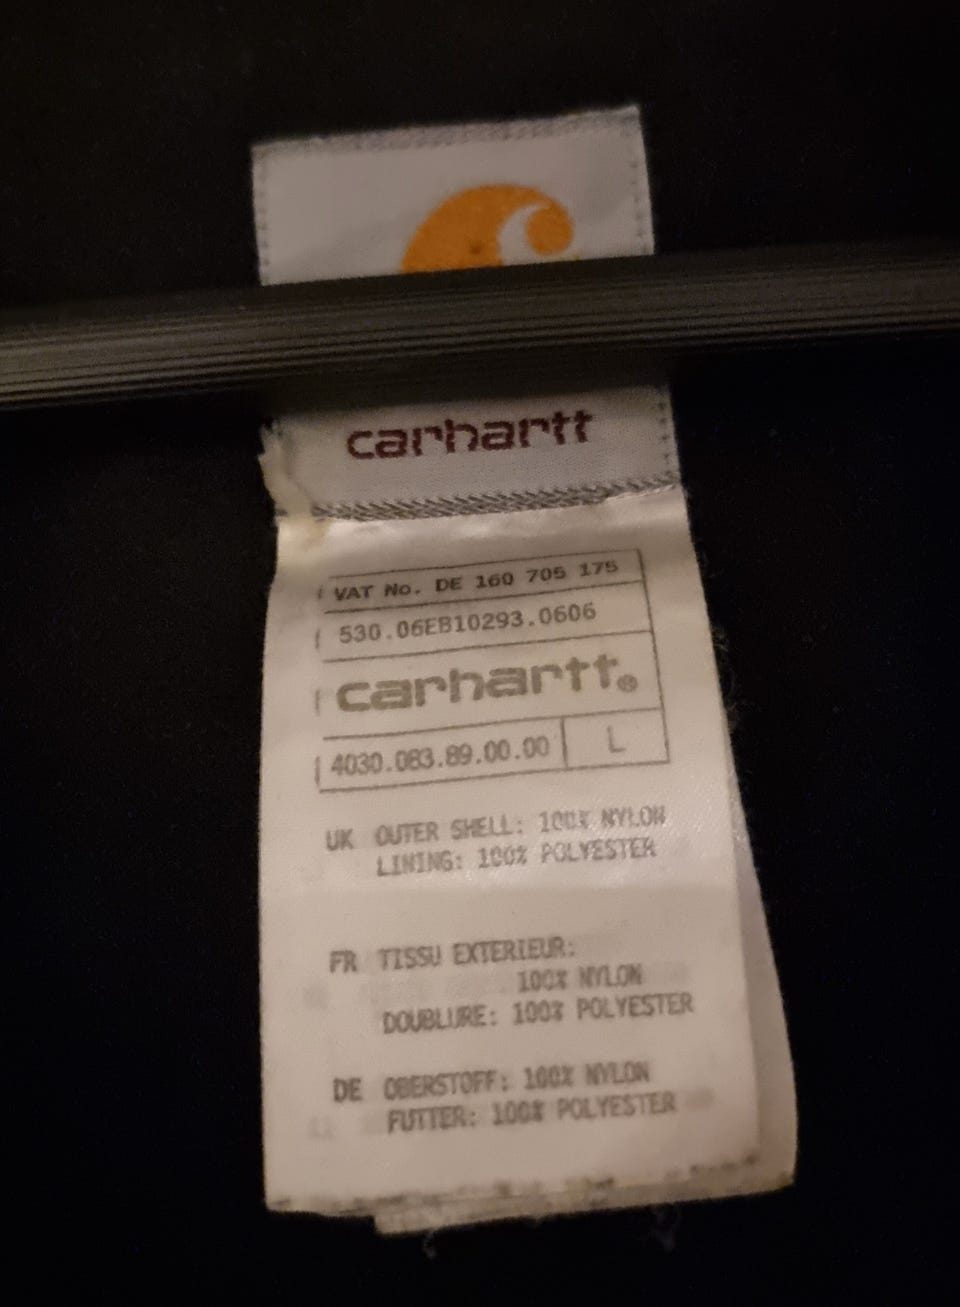 carhartt
VAT No. DE 160 705 175
530.06EB10293.0606
carhartt®
4030.083.89.00.00 L
UK OUTER SHELL: 100% NYLON
LINING: 100% POLYESTER
FR TISSU EXTERIEUR:
100% NYLON
DOUBLURE: 100% POLYESTER
DE OBERSTOFF: 100% NYLON
FUTTER: 100% POLYESTER